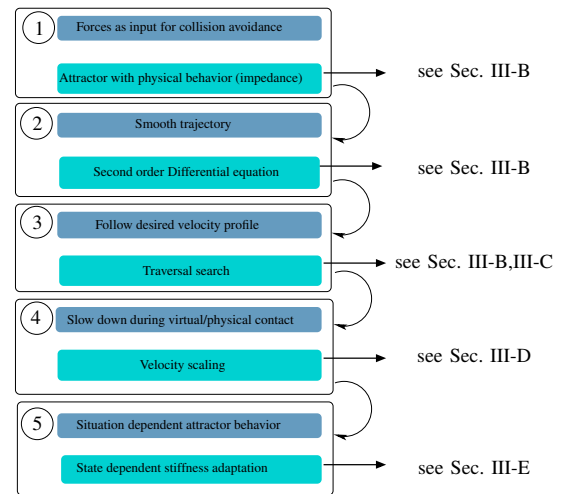 1
Forces as input for collision avoidance
Attractor with physical behavior (impedance)
see Sec. III-B
2
Smooth trajectory
Second order Differential equation
see Sec. III-B
3
Follow desired velocity profile
Traversal search
see Sec. III-B,III-C
4
Slow down during virtual/physical contact
Velocity scaling
see Sec. III-D
5
Situation dependent attractor behavior
State dependent stiffness adaptation
see Sec. III-E